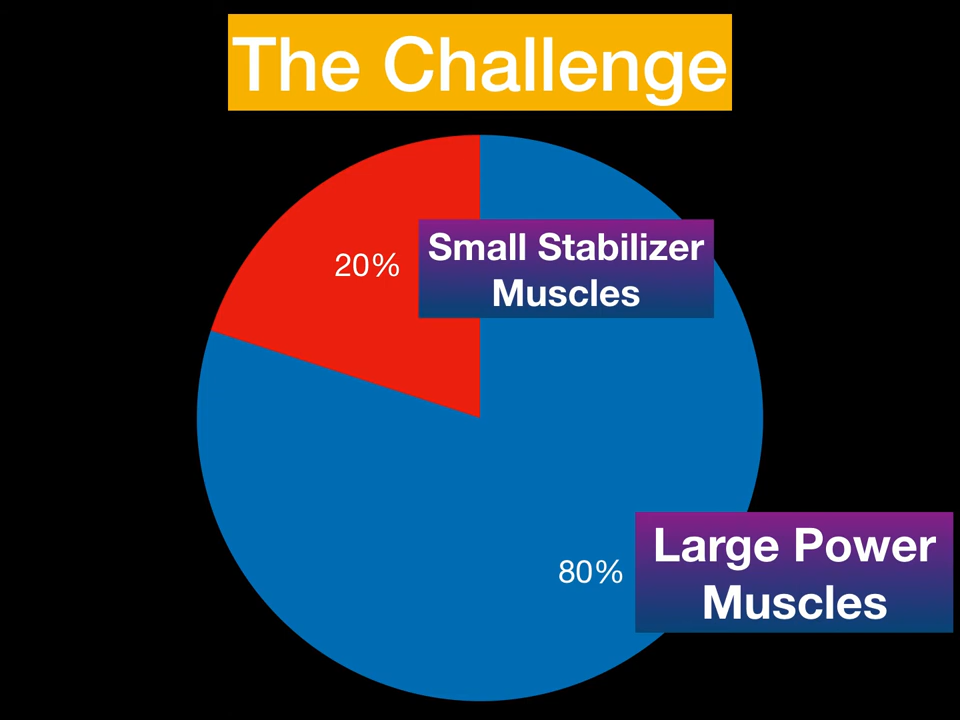 The Challenge
20%
Small Stabilizer
Muscles
80%
Large Power
Muscles